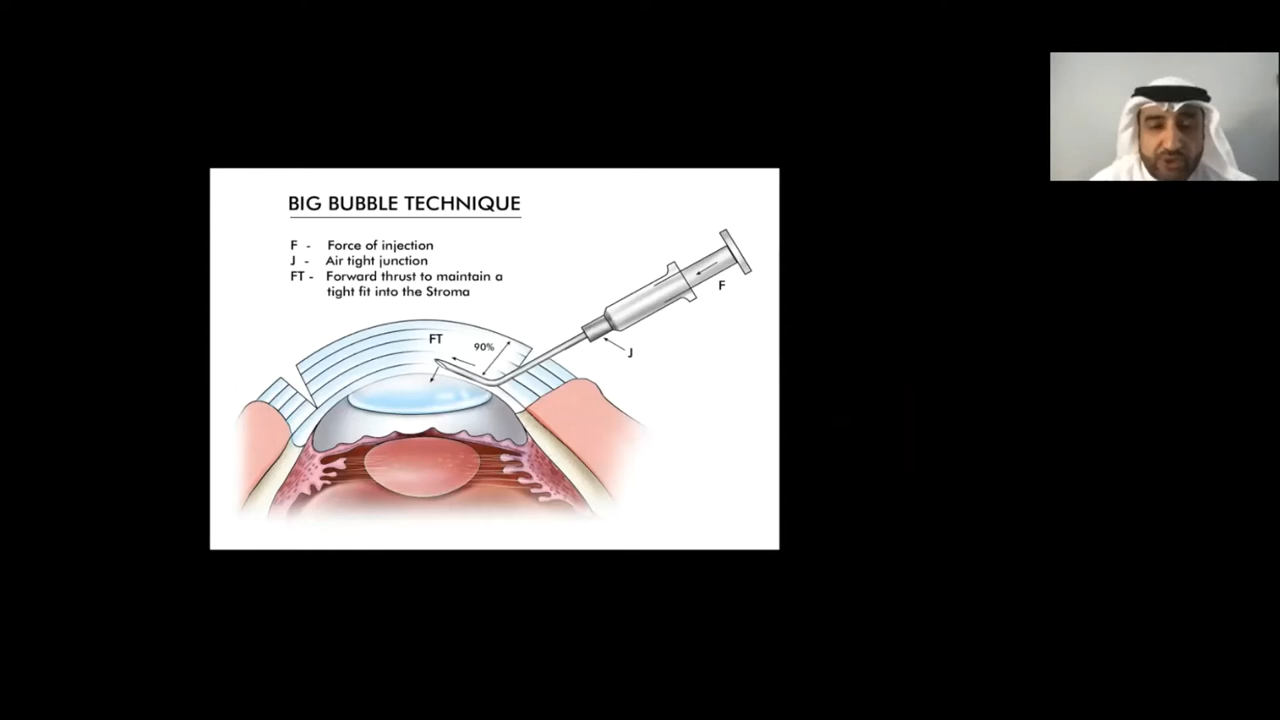 BIG BUBBLE TECHNIQUE
F - Force of injection
J - Air tight junction
FT - Forward thrust to maintain a
tight fit into the Stroma
F
FT
90%
J